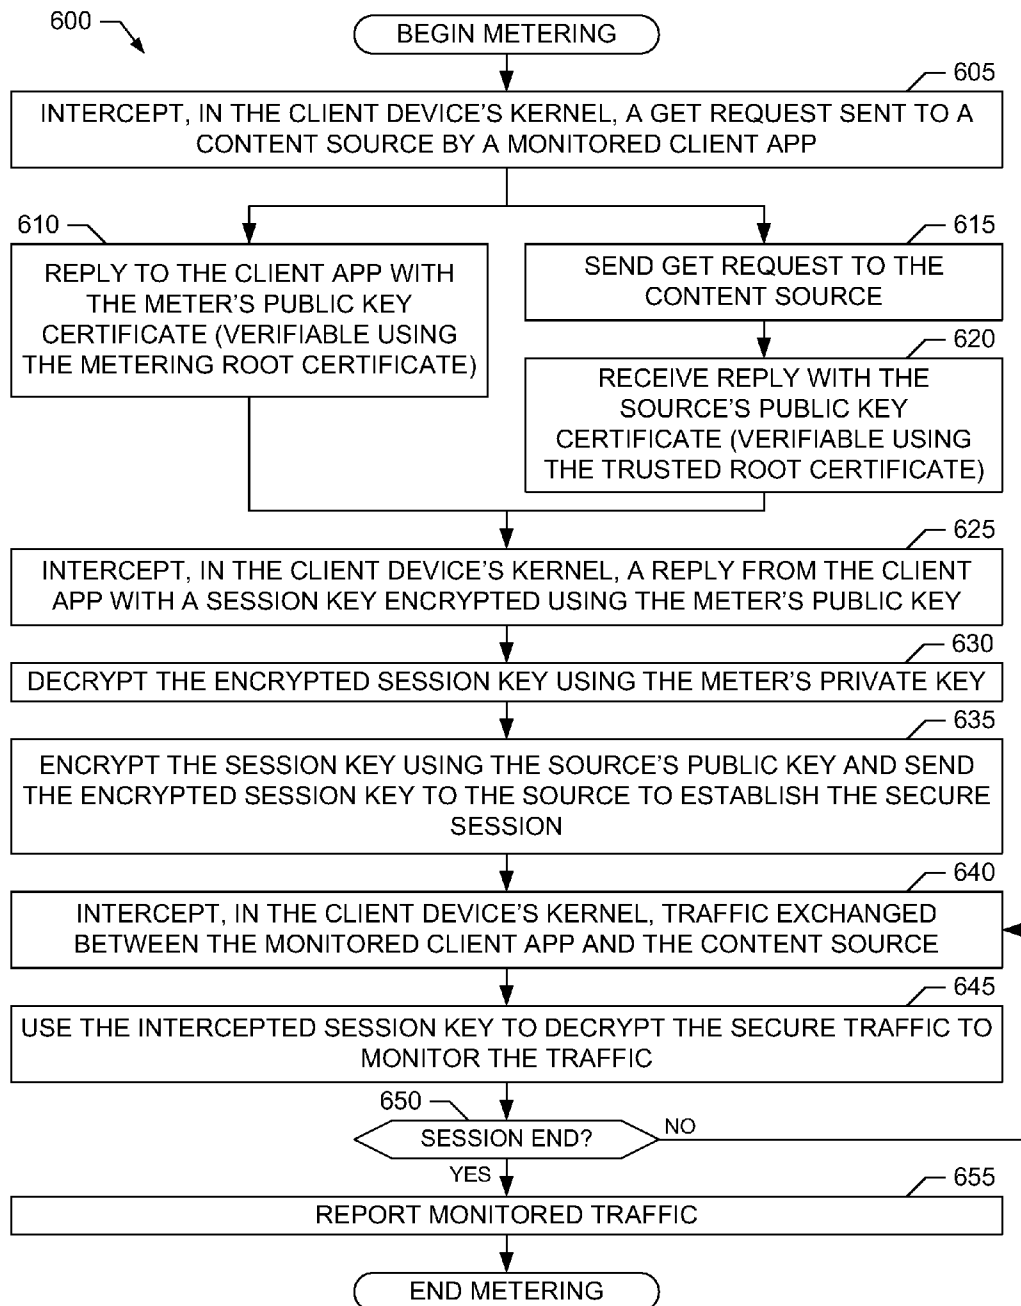 600
BEGIN METERING
605
INTERCEPT, IN THE CLIENT DEVICE'S KERNEL, A GET REQUEST SENT TO A
CONTENT SOURCE BY A MONITORED CLIENT APP
610
REPLY TO THE CLIENT APP WITH
THE METER'S PUBLIC KEY
CERTIFICATE (VERIFIABLE USING
THE METERING ROOT CERTIFICATE)
615
SEND GET REQUEST TO THE
CONTENT SOURCE
620
RECEIVE REPLY WITH THE
SOURCE'S PUBLIC KEY
CERTIFICATE (VERIFIABLE USING
THE TRUSTED ROOT CERTIFICATE)
625
INTERCEPT, IN THE CLIENT DEVICE'S KERNEL, A REPLY FROM THE CLIENT
APP WITH A SESSION KEY ENCRYPTED USING THE METER'S PUBLIC KEY
630
DECRYPT THE ENCRYPTED SESSION KEY USING THE METER'S PRIVATE KEY
635
ENCRYPT THE SESSION KEY USING THE SOURCE'S PUBLIC KEY AND SEND
THE ENCRYPTED SESSION KEY TO THE SOURCE TO ESTABLISH THE SECURE
SESSION
640
INTERCEPT, IN THE CLIENT DEVICE'S KERNEL, TRAFFIC EXCHANGED
BETWEEN THE MONITORED CLIENT APP AND THE CONTENT SOURCE
645
USE THE INTERCEPTED SESSION KEY TO DECRYPT THE SECURE TRAFFIC TO
MONITOR THE TRAFFIC
650
SESSION END?
NO
YES
655
REPORT MONITORED TRAFFIC
END METERING